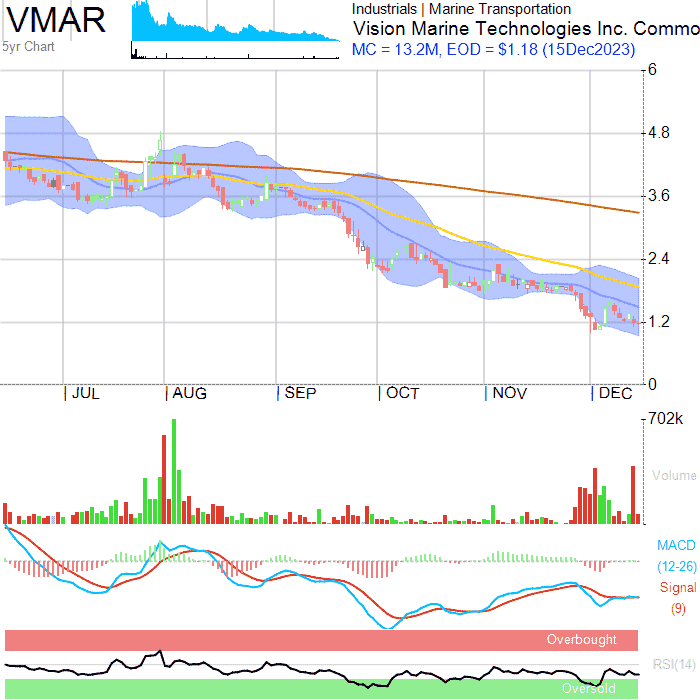 VMAR
5yr Chart
Industrials | Marine Transportation
Vision Marine Technologies Inc. Commo
MC = 13.2M, EOD = $1.18 (15Dec2023)
6
4.8
3.6
2.4
1.2
0
JUL AUG SEP OCT NOV DEC
702k
Volume
MACD
(12-26)
Signal
(9)
Overbought
RSI(14)
Oversold